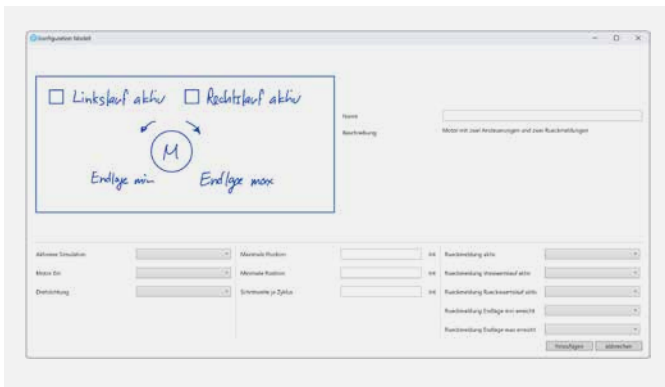 Konfiguration Modell
Linkslauf aktiv
Rechtslauf aktiv
M
Endlage min
Endlage max
Name
Beschreibung
Motor mit zwei Ansteuerungen und zwei Rueckmeldungen
Adresse Simulation
Maximale Position
Rueckmeldung aktiv
Motor Ein
Minimale Position
Rueckmeldung Vorwaertslauf aktiv
Drehrichtung
Schrittweite je Zyklus
Rueckmeldung Rueckwaertslauf aktiv
Rueckmeldung Endlage min erreicht
Rueckmeldung Endlage max erreicht
hinzufügen
abbrechen